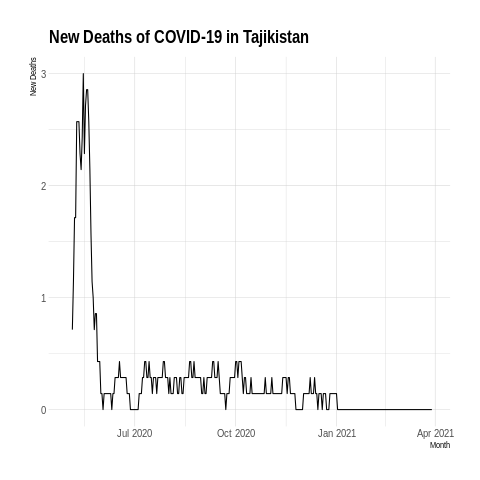 New Deaths of COVID-19 in Tajikistan
New Deaths
3
2
1
0
Jul 2020 Oct 2020 Jan 2021 Apr 2021
Month